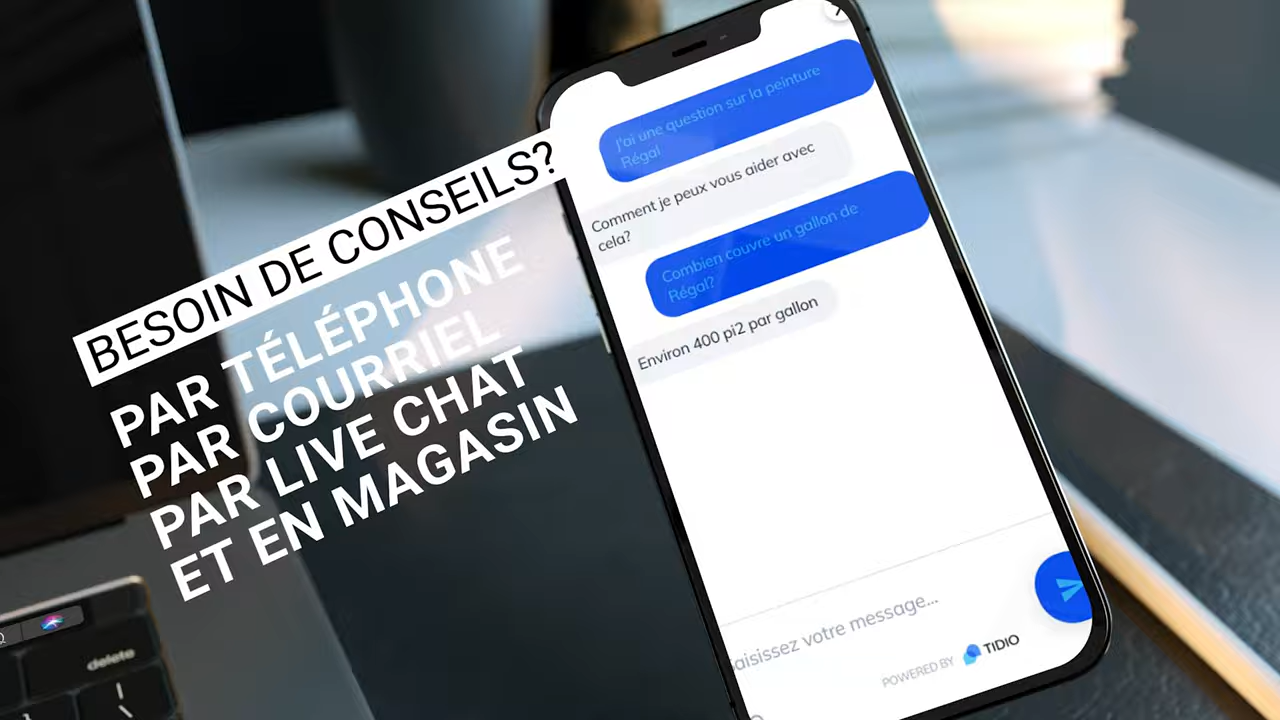 BESOIN DE CONSEILS?
PAR TÉLÉPHONE
PAR COURRIEL
PAR LIVE CHAT
ET EN MAGASIN
J'ai une question sur la peinture
Régal
Comment je peux vous aider avec
cela?
Combien couvre un gallon de
Régal?
Environ 400 pi2 par gallon
aisissez votre message...
POWERED BY TIDIO
delete